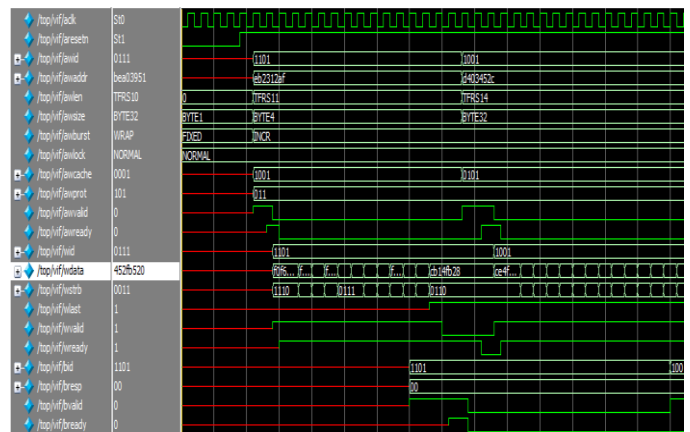 /top/vif/aclk St0
/top/vif/aresetn St1
/top/vif/awid 0111 1101 1001
/top/vif/awaddr bea03951 eb2312af d403452c
/top/vif/awlen TFRS10 0 TFRS11 TFRS14
/top/vif/awsize BYTE32 BYTE1 BYTE4 BYTE32
/top/vif/awburst WRAP FIXED INCR
/top/vif/awlock NORMAL NORMAL
/top/vif/awcache 0001 1001 0101
/top/vif/awprot 101 011
/top/vif/awvalid 0
/top/vif/awready 0
/top/vif/wid 0111 1101 1001
/top/vif/wdata 452fb520 f0f6... f... f... f... cb14fb28 ce4f...
/top/vif/wstrb 0011 1110 0111 0110
/top/vif/wlast 1
/top/vif/wvalid 1
/top/vif/wready 1
/top/vif/bid 1101 1101 100
/top/vif/bresp 00 00
/top/vif/bvalid 0
/top/vif/bready 0